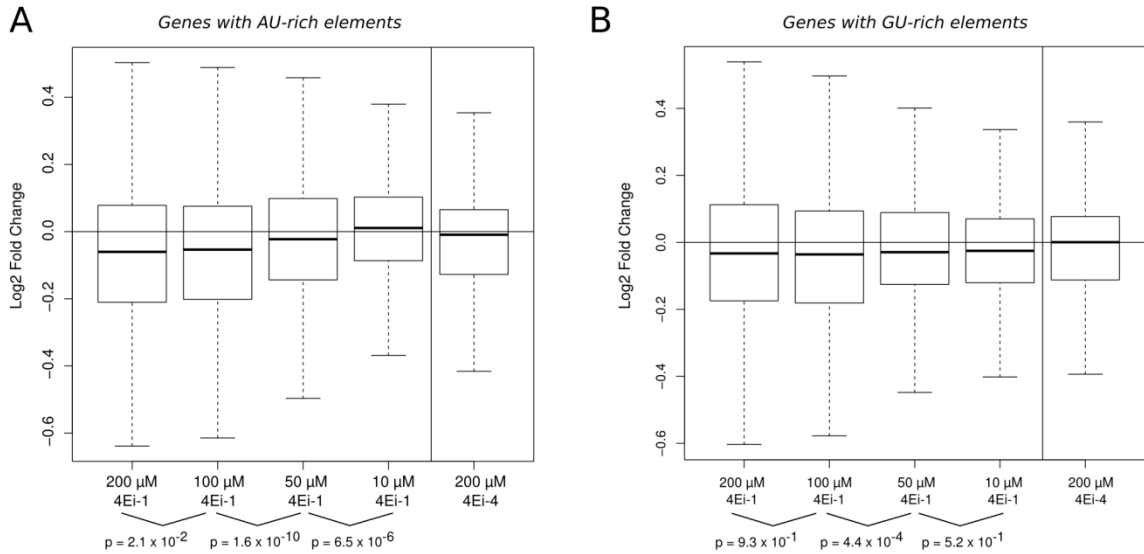 A
Genes with AU-rich elements
Log2 Fold Change
0.4
0.2
0.0
−0.2
−0.4
−0.6
200 µM 100 µM 50 µM 10 µM 200 µM
4Ei-1 4Ei-1 4Ei-1 4Ei-1 4Ei-4
p = 2.1 x 10⁻² p = 1.6 x 10⁻¹⁰ p = 6.5 x 10⁻⁶
B
Genes with GU-rich elements
Log2 Fold Change
0.4
0.2
0.0
−0.2
−0.4
−0.6
200 µM 100 µM 50 µM 10 µM 200 µM
4Ei-1 4Ei-1 4Ei-1 4Ei-1 4Ei-4
p = 9.3 x 10⁻¹ p = 4.4 x 10⁻⁴ p = 5.2 x 10⁻¹